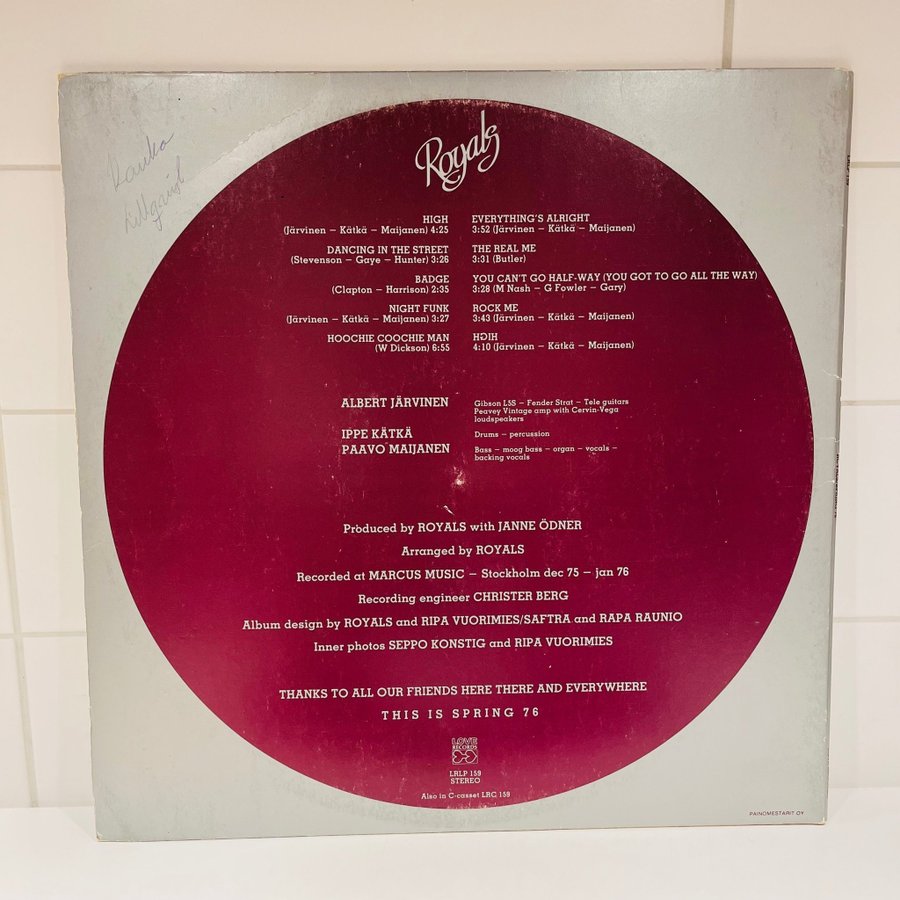 Royals
HIGH
(Järvinen – Kätkä – Maijanen) 4:25
DANCING IN THE STREET
(Stevenson – Gaye – Hunter) 3:26
BADGE
(Clapton – Harrison) 2:35
NIGHT FUNK
(Järvinen – Kätkä – Maijanen) 3:27
HOOCHIE COOCHIE MAN
(W Dickson) 6:55
EVERYTHING'S ALRIGHT
3:52 (Järvinen – Kätkä – Maijanen)
THE REAL ME
3:31 (Butler)
YOU CAN'T GO HALF-WAY (YOU GOT TO GO ALL THE WAY)
3:28 (M Nash – G Fowler – Gary)
ROCK ME
3:43 (Järvinen – Kätkä – Maijanen)
HGIH
4:10 (Järvinen – Kätkä – Maijanen)
ALBERT JÄRVINEN
Gibson L5S – Fender Strat – Tele guitars
Peavey Vintage amp with Cervin-Vega
loudspeakers
IPPE KÄTKÄ
Drums – percussion
PAAVO MAIJANEN
Bass – moog bass – organ – vocals –
backing vocals
Produced by ROYALS with JANNE ÖDNER
Arranged by ROYALS
Recorded at MARCUS MUSIC – Stockholm dec 75 – jan 76
Recording engineer CHRISTER BERG
Album design by ROYALS and RIPA VUORIMIES/SAFTRA and RAPA RAUNIO
Inner photos SEPPO KONSTIG and RIPA VUORIMIES
THANKS TO ALL OUR FRIENDS HERE THERE AND EVERYWHERE
THIS IS SPRING 76
LOVE
RECORDS
LRLP 159
STEREO
Also in C-casset LRC 159
PAINOMESTARIT OY